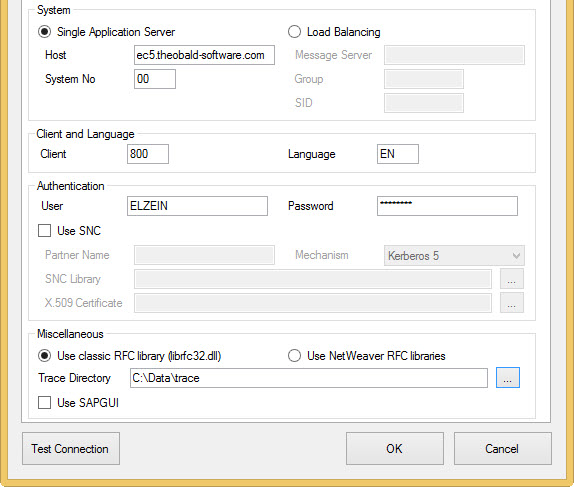 System
Single Application Server Load Balancing
Host ec5.theobald-software.com Message Server
System No 00 Group
SID
Client and Language
Client 800 Language EN
Authentication
User ELZEIN Password ********
Use SNC
Partner Name Mechanism Kerberos 5
SNC Library ...
X.509 Certificate ...
Miscellaneous
Use classic RFC library (librfc32.dll) Use NetWeaver RFC libraries
Trace Directory C:\Data\trace ...
Use SAPGUI
Test Connection OK Cancel